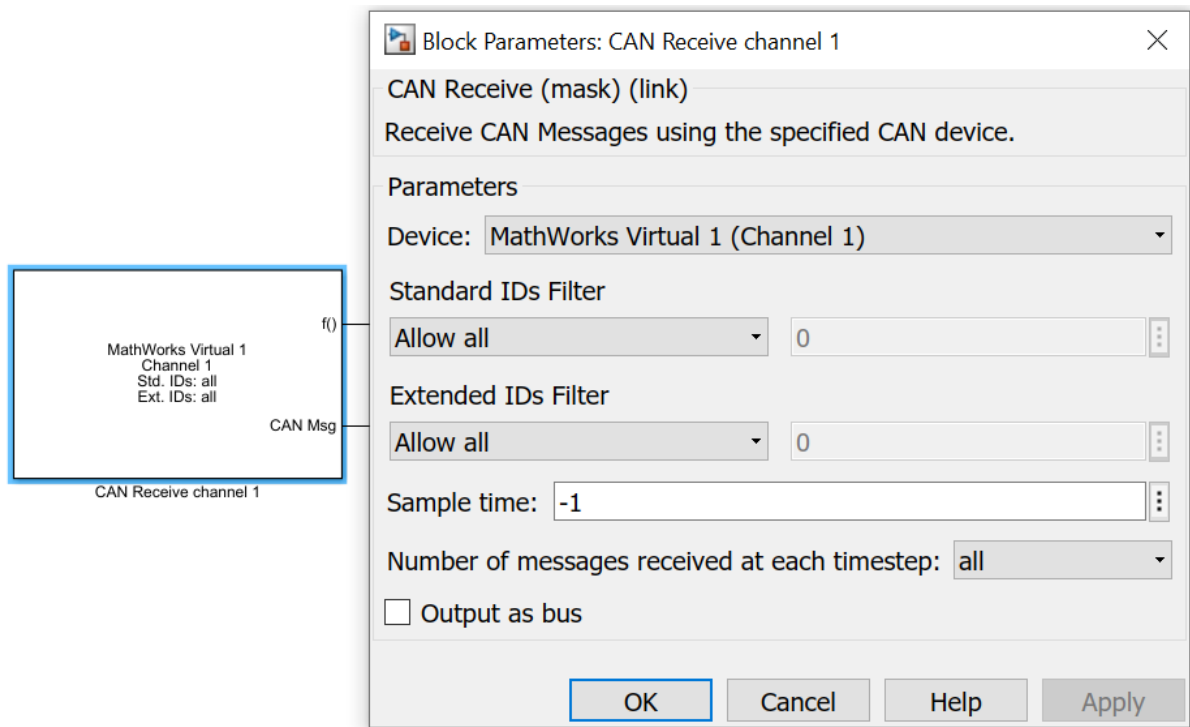 Block Parameters: CAN Receive channel 1
CAN Receive (mask) (link)
Receive CAN Messages using the specified CAN device.
Parameters
Device: MathWorks Virtual 1 (Channel 1)
Standard IDs Filter
Allow all 0
Extended IDs Filter
Allow all 0
Sample time: -1
Number of messages received at each timestep: all
Output as bus
OK Cancel Help Apply
f()
MathWorks Virtual 1
Channel 1
Std. IDs: all
Ext. IDs: all
CAN Msg
CAN Receive channel 1